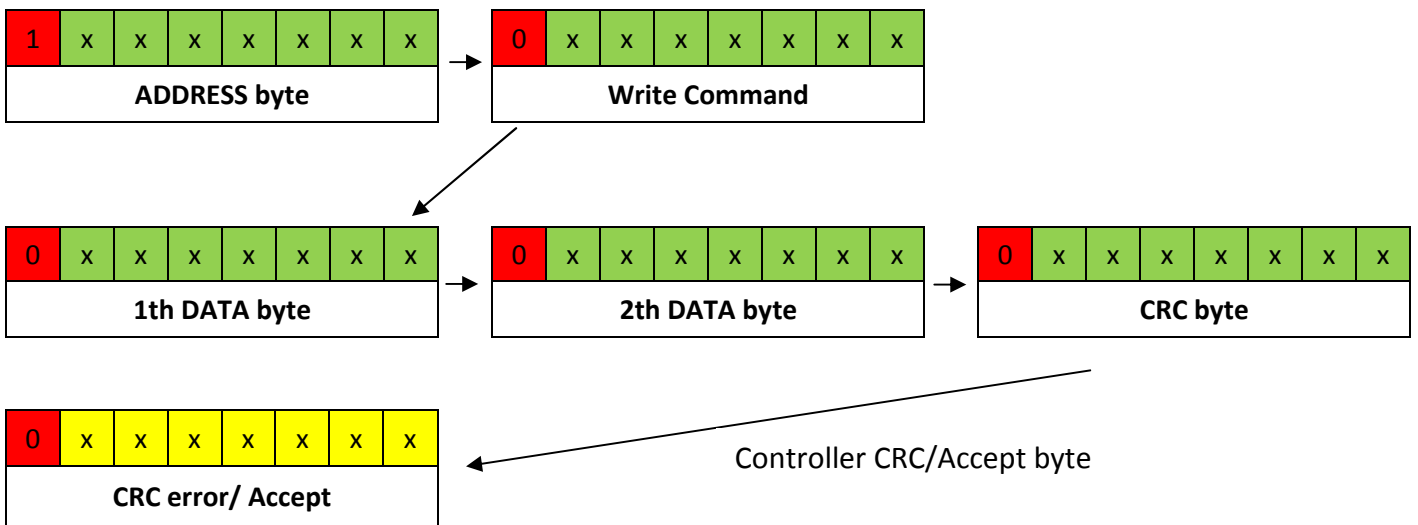 1 x x x x x x x
ADDRESS byte
0 x x x x x x x
Write Command
0 x x x x x x x
1th DATA byte
0 x x x x x x x
2th DATA byte
0 x x x x x x x
CRC byte
0 x x x x x x x
CRC error/ Accept
Controller CRC/Accept byte